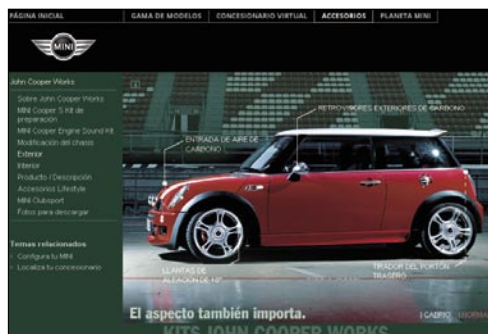 PÁGINA INICIAL
GAMA DE MODELOS
CONCESIONARIO VIRTUAL
ACCESORIOS
PLANETA MINI
MINI
John Cooper Works
Sobre John Cooper Works
MINI Cooper S Kit de
preparación
MINI Cooper Engine Sound Kit
Modificación del chasis
Exterior
Interior
Producto / Descripción
Accesorios Lifestyle
MINI Clubsport
Fotos para descargar
Temas relacionados
Configura tu MINI
Localiza tu concesionario
RETROVISORES EXTERIORES DE CARBONO
ENTRADA DE AIRE DE
CARBONO
LLANTAS DE
ALEACIÓN DE 18"
TIRADOR DEL PORTÓN
TRASERO
El aspecto también importa.
KITS JOHN COOPER WORKS